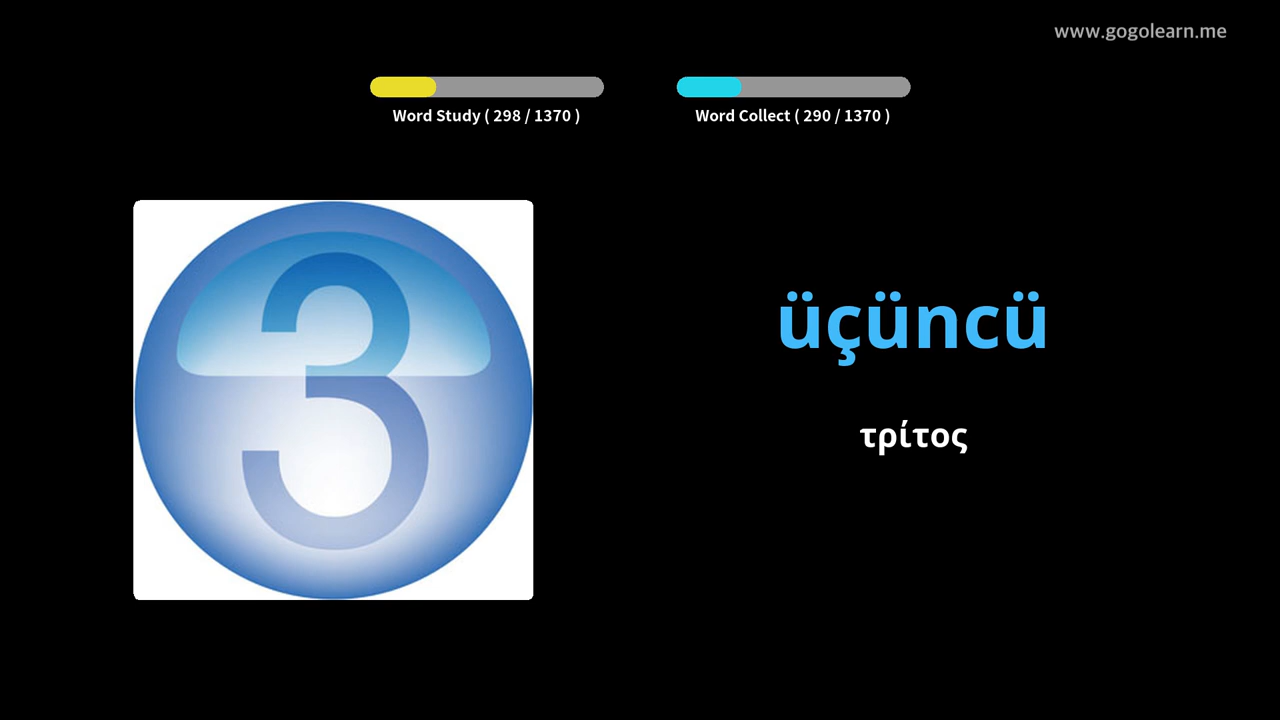 www.gogolearn.me
Word Study ( 298 / 1370 )
Word Collect ( 290 / 1370 )
3
üçüncü
τρίτος